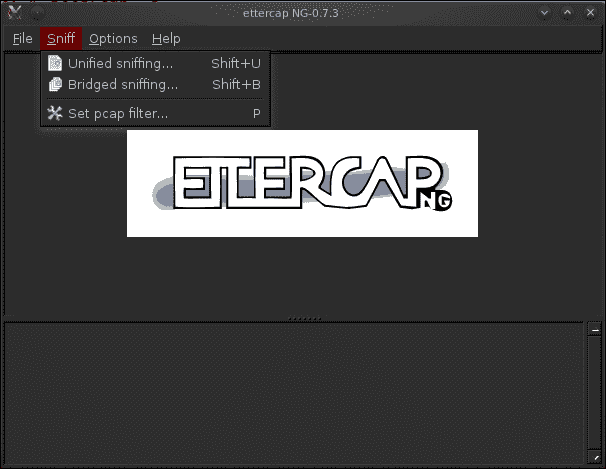 ettercap NG-0.7.3
File Sniff Options Help
Unified sniffing... Shift+U
Bridged sniffing... Shift+B
Set pcap filter... P
ETTERCAP
NG